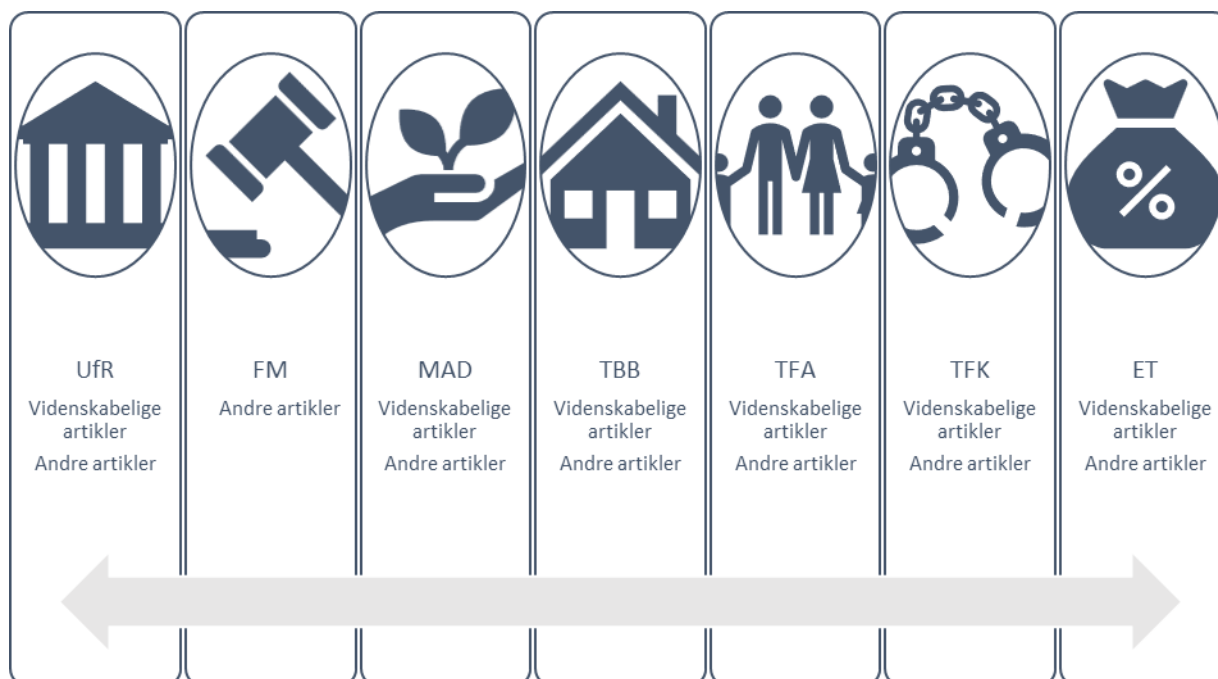 UfR
Videnskabelige
artikler
Andre artikler
FM
Andre artikler
MAD
Videnskabelige
artikler
Andre artikler
TBB
Videnskabelige
artikler
Andre artikler
TFA
Videnskabelige
artikler
Andre artikler
TFK
Videnskabelige
artikler
Andre artikler
%
ET
Videnskabelige
artikler
Andre artikler